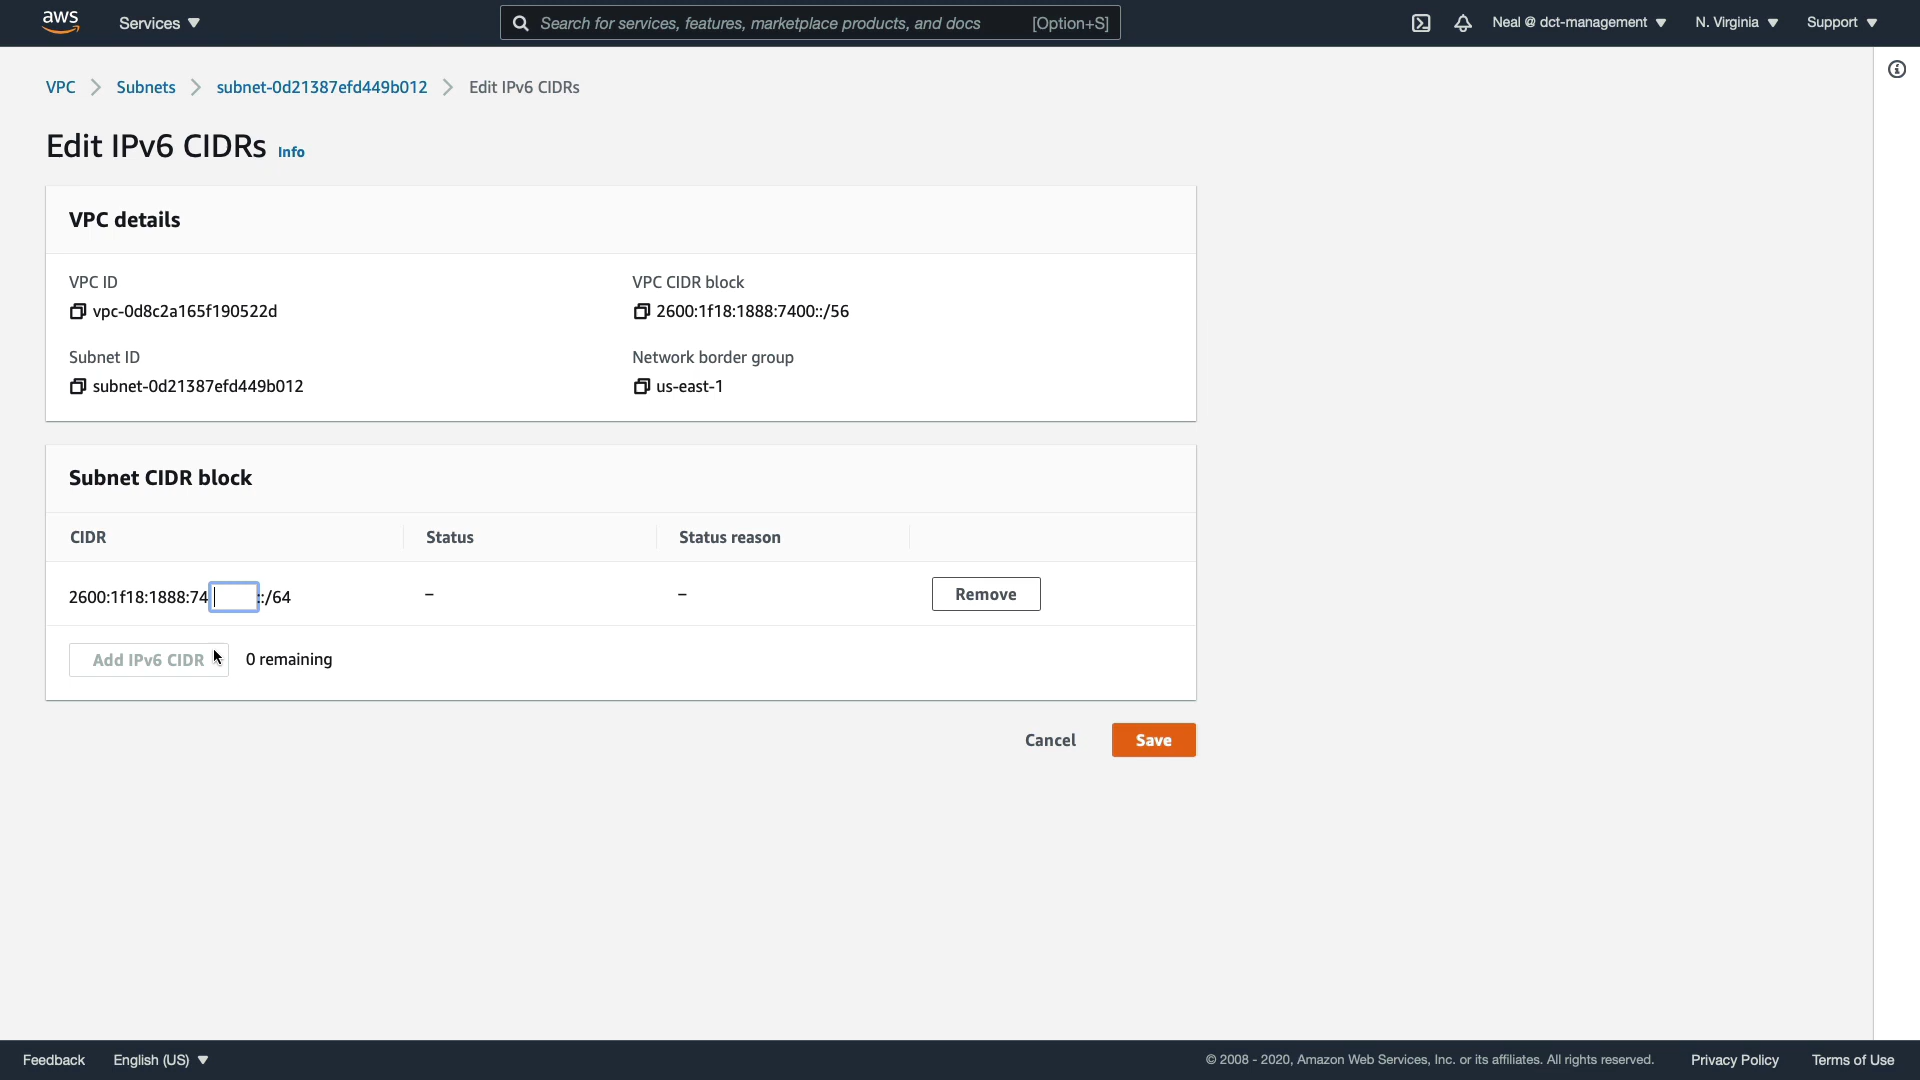 aws Services Search for services, features, marketplace products, and docs [Option+S] Neal @ dct-management N. Virginia Support
VPC Subnets subnet-0d21387efd449b012 Edit IPv6 CIDRs
Edit IPv6 CIDRs Info
VPC details
VPC ID VPC CIDR block
vpc-0d8c2a165f190522d 2600:1f18:1888:7400::/56
Subnet ID Network border group
subnet-0d21387efd449b012 us-east-1
Subnet CIDR block
CIDR Status Status reason
2600:1f18:1888:74 ::/64 – – Remove
Add IPv6 CIDR 0 remaining
Cancel Save
Feedback English (US) © 2008 - 2020, Amazon Web Services, Inc. or its affiliates. All rights reserved. Privacy Policy Terms of Use